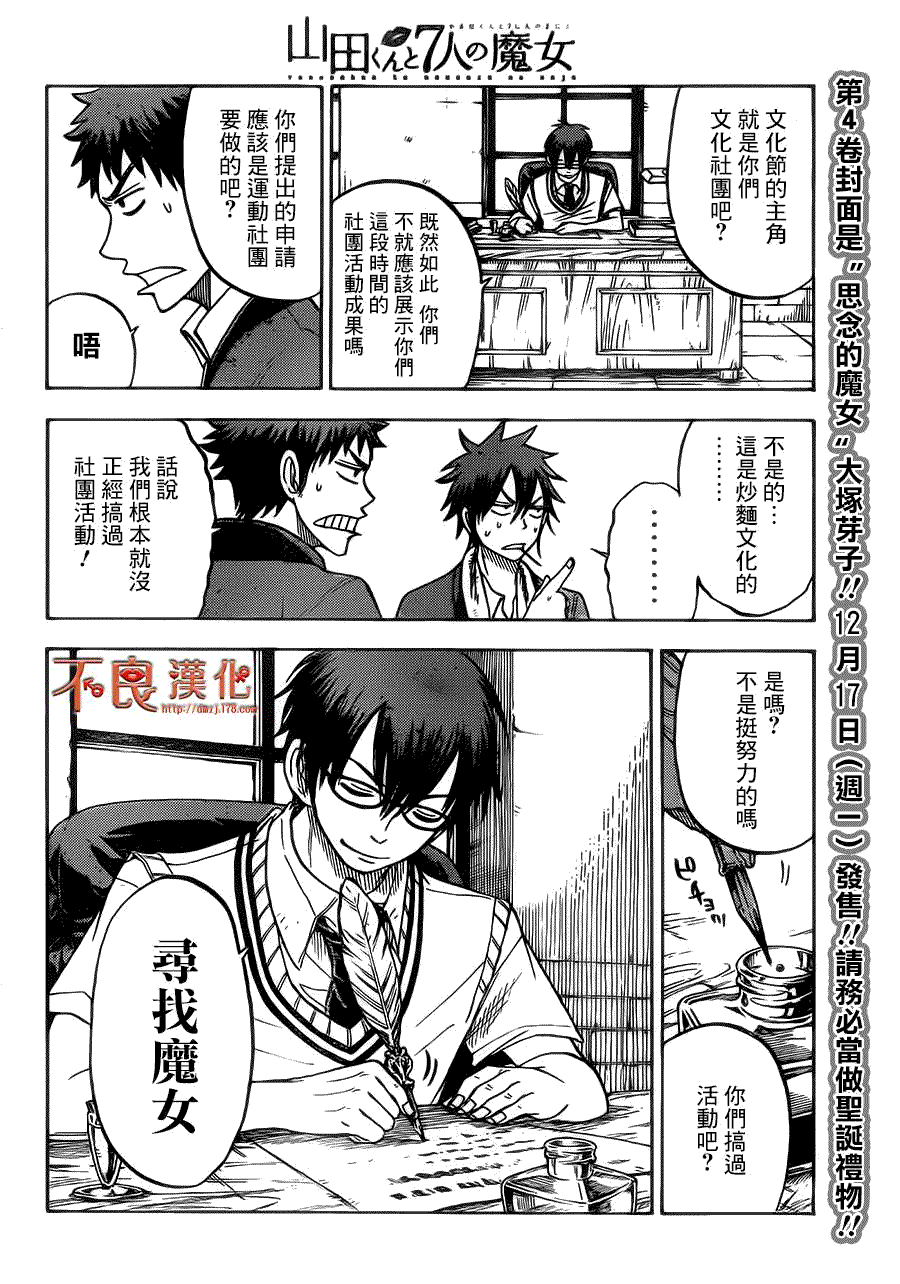 山田くんと7人の魔女
第4卷封面是"思念的魔女"大塚芽子!!12月17日(週一)發售!!請務必當做聖誕禮物!!
文化節的主角
就是你們
文化社團吧?
既然如此 你們
不就應該展示你們
這段時間的
社團活動成果嗎
你們提出的申請
應該是運動社團
要做的吧?
唔
不是的…
這是炒麵文化的
………
………
話說
我們根本就沒
正經搞過
社團活動!
是嗎?
不是挺努力的嗎
你們搞過
活動吧?
尋找魔女
不良漢化
http://dmzj.178.com